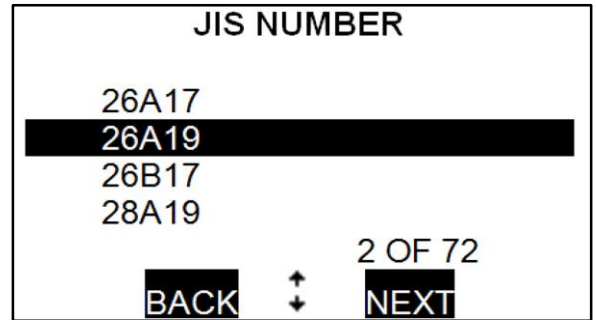 JIS NUMBER
26A17
26A19
26B17
28A19
2 OF 72
BACK NEXT